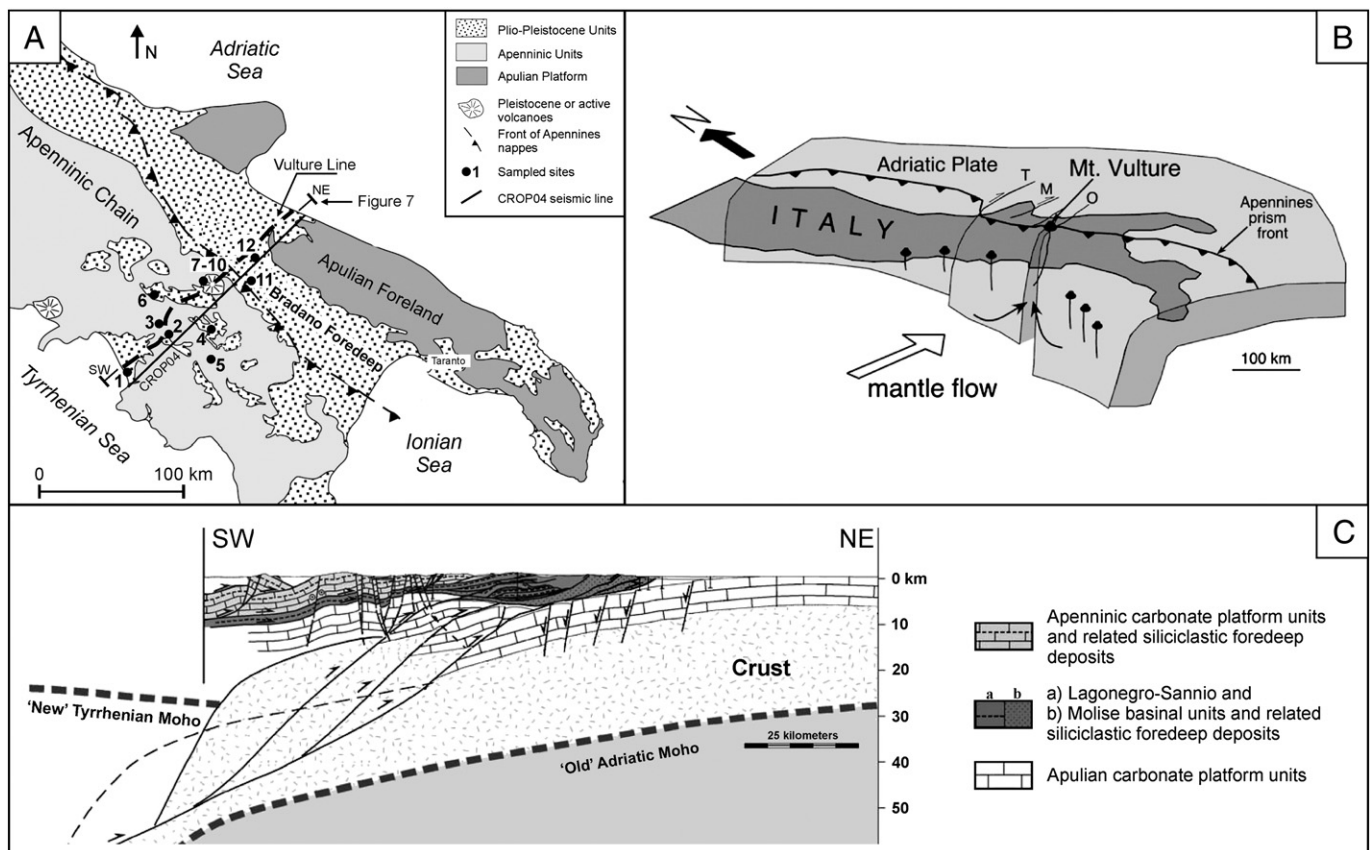 A
N
Adriatic
Sea
Apenninic Chain
Vulture Line
NE
Figure 7
12
7-10
11
6
3
2
4
5
1
SW
CROP04
Bradano Foredeep
Apulian Foreland
Taranto
Tyrrhenian Sea
Ionian
Sea
0 100 km
Plio-Pleistocene Units
Apenninic Units
Apulian Platform
Pleistocene or active
volcanoes
Front of Apennines
nappes
1 Sampled sites
CROP04 seismic line
B
N
Adriatic Plate
T
M
O
Mt. Vulture
ITALY
Apennines
prism
front
mantle flow
100 km
C
SW
NE
0 km
10
20
30
40
50
Crust
'New' Tyrrhenian Moho
'Old' Adriatic Moho
25 kilometers
Apenninic carbonate platform units
and related siliciclastic foredeep
deposits
a b
a) Lagonegro-Sannio and
b) Molise basinal units and related
siliciclastic foredeep deposits
Apulian carbonate platform units